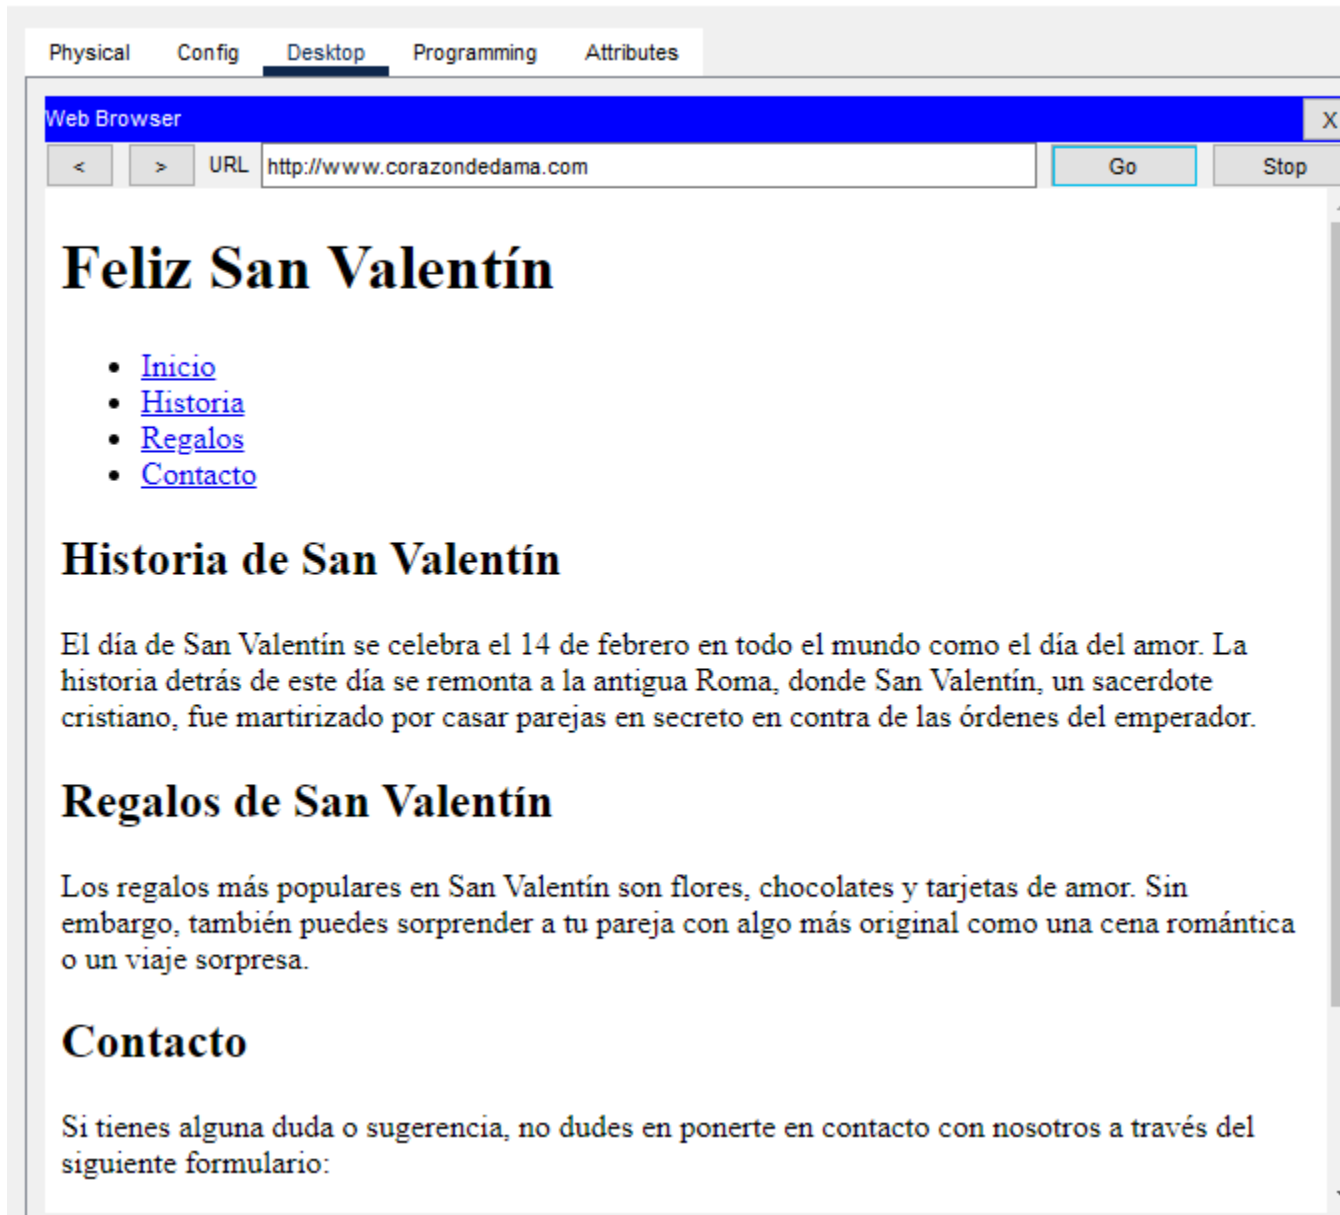 Physical Config Desktop Programming Attributes
Web Browser X
< > URL http://www.corazondedama.com Go Stop
Feliz San Valentín
• Inicio
• Historia
• Regalos
• Contacto
Historia de San Valentín
El día de San Valentín se celebra el 14 de febrero en todo el mundo como el día del amor. La
historia detrás de este día se remonta a la antigua Roma, donde San Valentín, un sacerdote
cristiano, fue martirizado por casar parejas en secreto en contra de las órdenes del emperador.
Regalos de San Valentín
Los regalos más populares en San Valentín son flores, chocolates y tarjetas de amor. Sin
embargo, también puedes sorprender a tu pareja con algo más original como una cena romántica
o un viaje sorpresa.
Contacto
Si tienes alguna duda o sugerencia, no dudes en ponerte en contacto con nosotros a través del
siguiente formulario: